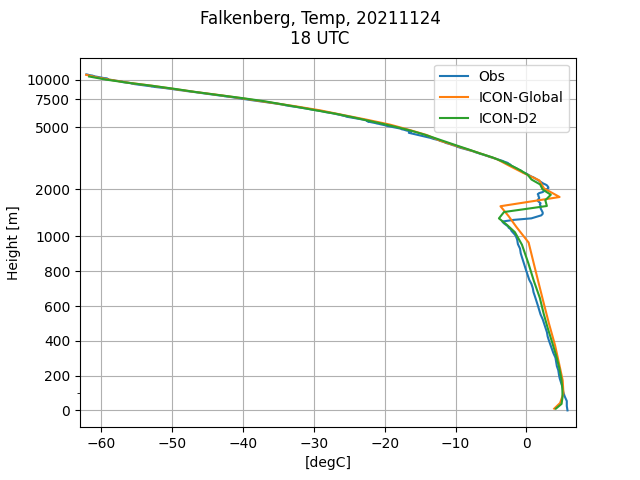 Falkenberg, Temp, 20211124
18 UTC
Obs
ICON-Global
ICON-D2
10000
7500
5000
2000
1000
800
600
400
200
0
Height [m]
−60 −50 −40 −30 −20 −10 0
[degC]